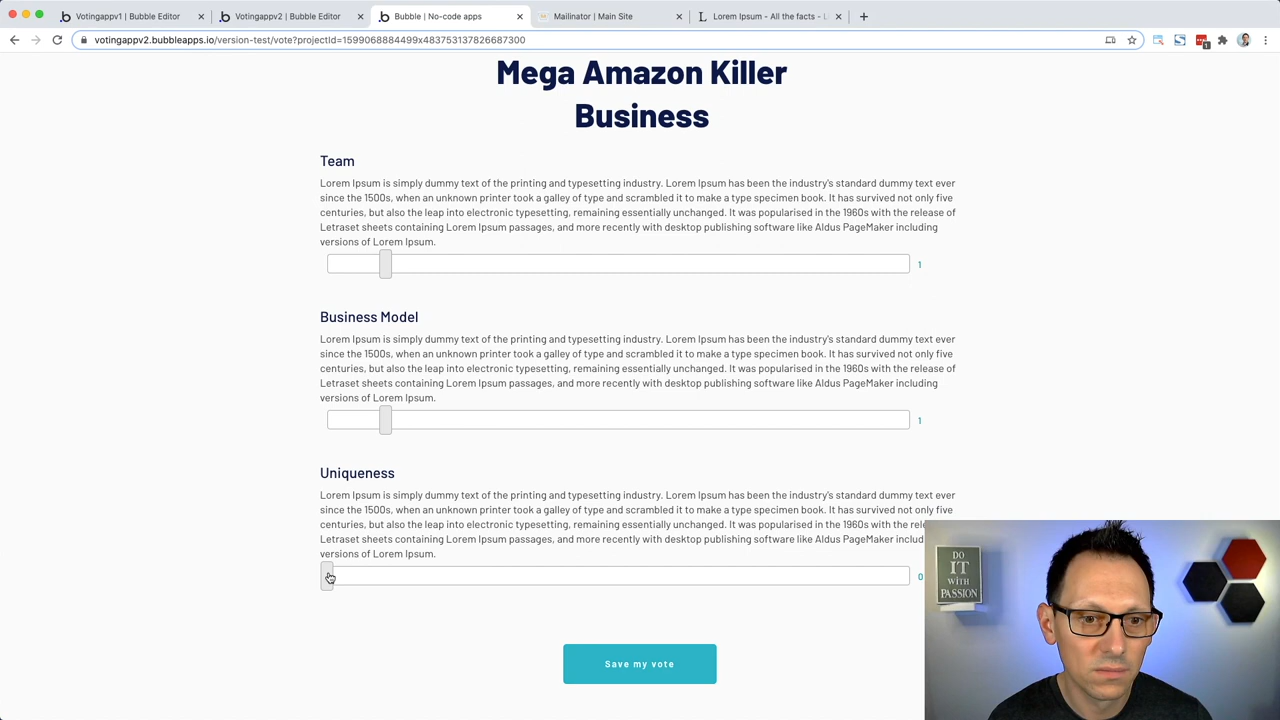 Votingappv1 | Bubble Editor
Votingappv2 | Bubble Editor
Bubble | No-code apps
Mailinator | Main Site
Lorem Ipsum - All the facts - L
votingappv2.bubbleapps.io/version-test/vote?projectId=1599068884499x483753137826687300
Mega Amazon Killer
Business
Team
Lorem Ipsum is simply dummy text of the printing and typesetting industry. Lorem Ipsum has been the industry's standard dummy text ever
since the 1500s, when an unknown printer took a galley of type and scrambled it to make a type specimen book. It has survived not only five
centuries, but also the leap into electronic typesetting, remaining essentially unchanged. It was popularised in the 1960s with the release of
Letraset sheets containing Lorem Ipsum passages, and more recently with desktop publishing software like Aldus PageMaker including
versions of Lorem Ipsum.
1
Business Model
Lorem Ipsum is simply dummy text of the printing and typesetting industry. Lorem Ipsum has been the industry's standard dummy text ever
since the 1500s, when an unknown printer took a galley of type and scrambled it to make a type specimen book. It has survived not only five
centuries, but also the leap into electronic typesetting, remaining essentially unchanged. It was popularised in the 1960s with the release of
Letraset sheets containing Lorem Ipsum passages, and more recently with desktop publishing software like Aldus PageMaker including
versions of Lorem Ipsum.
1
Uniqueness
Lorem Ipsum is simply dummy text of the printing and typesetting industry. Lorem Ipsum has been the industry's standard dummy text ever
since the 1500s, when an unknown printer took a galley of type and scrambled it to make a type specimen book. It has survived not only five
centuries, but also the leap into electronic typesetting, remaining essentially unchanged. It was popularised in the 1960s with the rel
Letraset sheets containing Lorem Ipsum passages, and more recently with desktop publishing software like Aldus PageMaker
versions of Lorem Ipsum.
0
Save my vote
DO
IT
WITH
PASSION